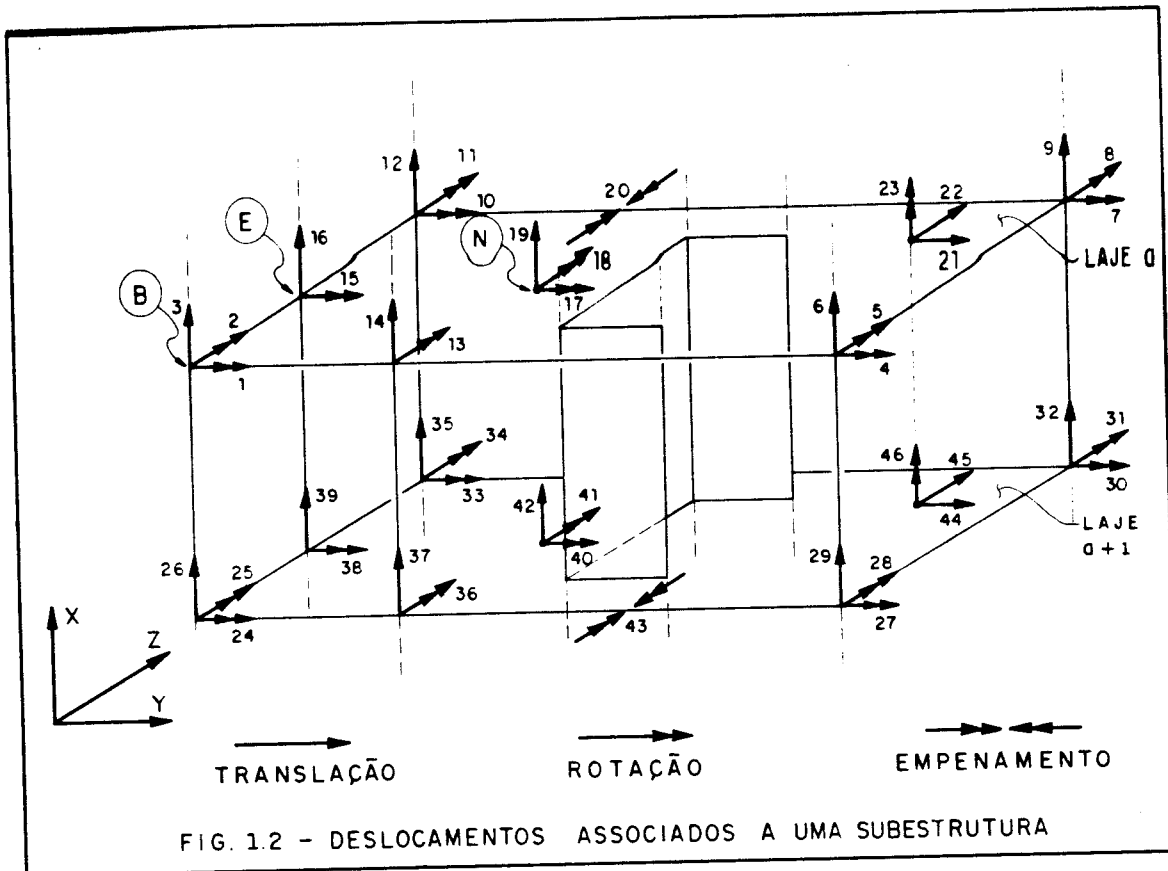 12 11
9 8
20
10
23 22
7
E
16
N
19
18
21
LAJE a
15
17
B
3 2
14
13
6 5
1
4
35 34
32 31
33
46 45
30
39
42 41
44
LAJE
a + 1
38
40
26 25
37
36
29 28
24
43
27
X
Z
Y
TRANSLAÇÃO
ROTAÇÃO
EMPENAMENTO
FIG. 1.2 - DESLOCAMENTOS ASSOCIADOS A UMA SUBESTRUTURA